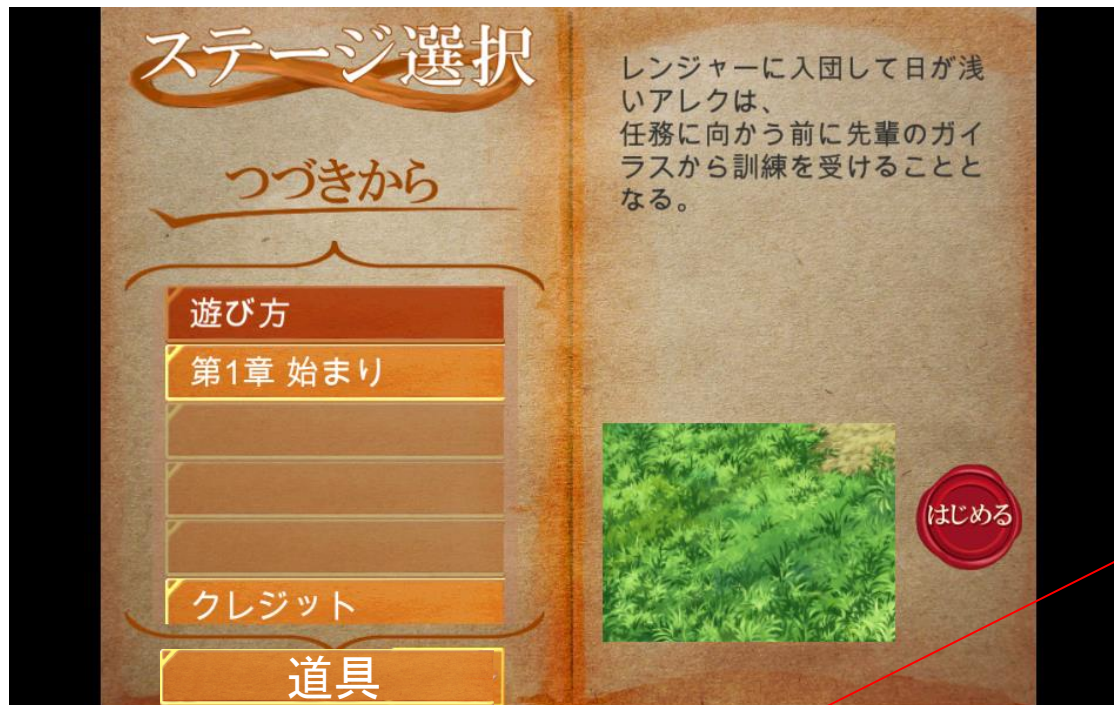 ステージ選択
つづきから
遊び方
第1章 始まり
クレジット
道具
レンジャーに入団して日が浅
いアレクは、
任務に向かう前に先輩のガイ
ラスから訓練を受けることと
なる。
はじめる